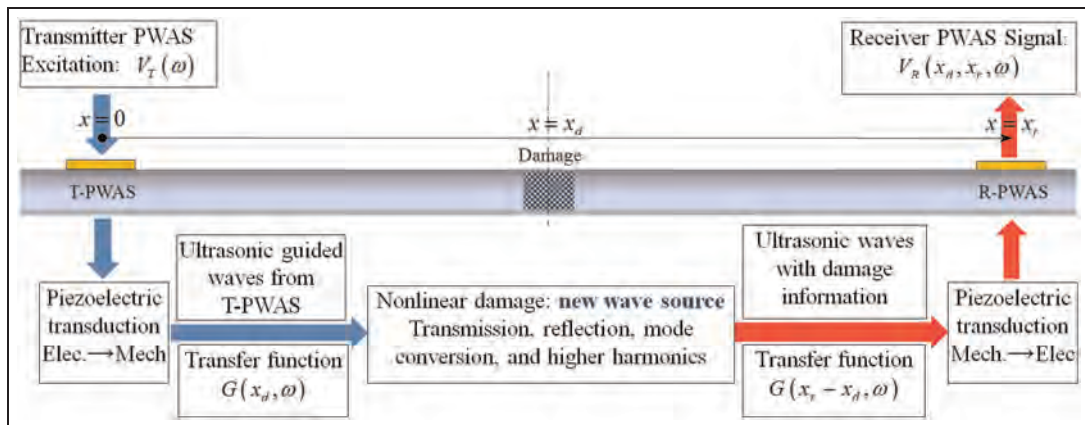 Transmitter PWAS
Excitation: V_T(ω)
Receiver PWAS Signal:
V_R(x_d, x_r, ω)
x = 0
x = x_d
x = x_r
Damage
T-PWAS
R-PWAS
Piezoelectric
transduction
Elec.→Mech
Ultrasonic guided
waves from
T-PWAS
Transfer function
G(x_d, ω)
Nonlinear damage: new wave source
Transmission, reflection, mode
conversion, and higher harmonics
Ultrasonic waves
with damage
information
Transfer function
G(x_r − x_d, ω)
Piezoelectric
transduction
Mech.→Elec